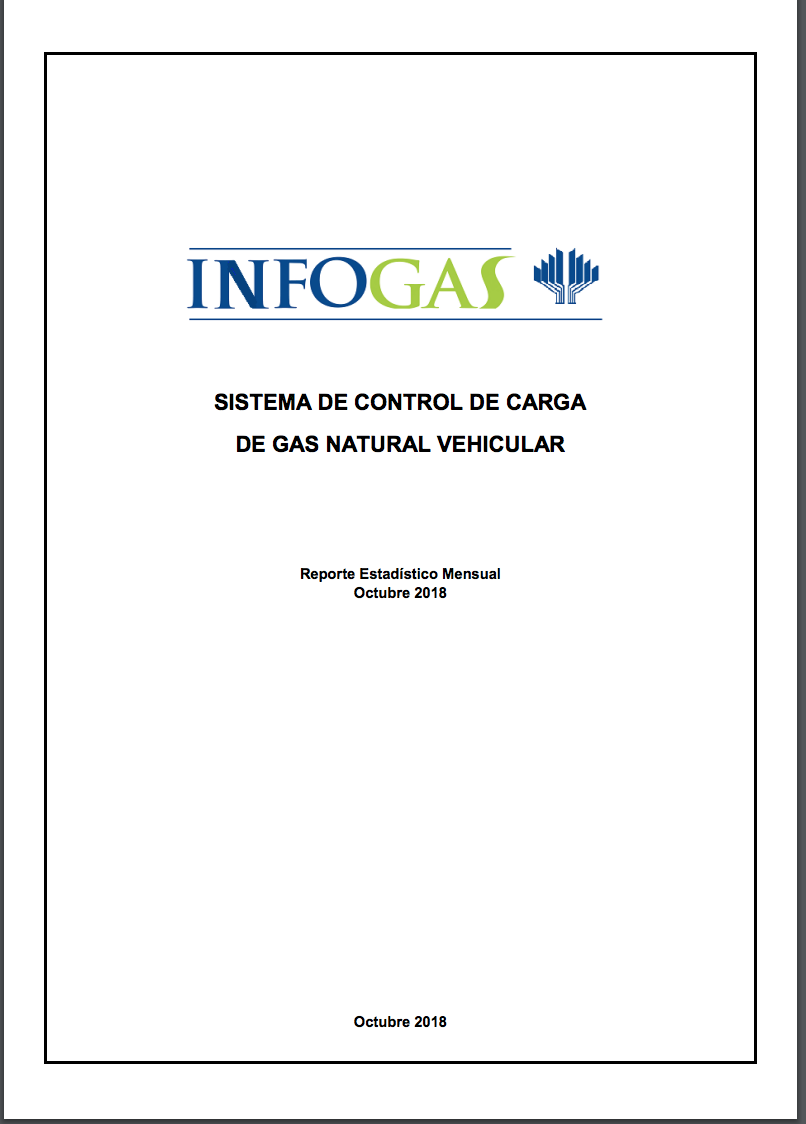 INFOGAS
SISTEMA DE CONTROL DE CARGA
DE GAS NATURAL VEHICULAR
Reporte Estadístico Mensual
Octubre 2018
Octubre 2018